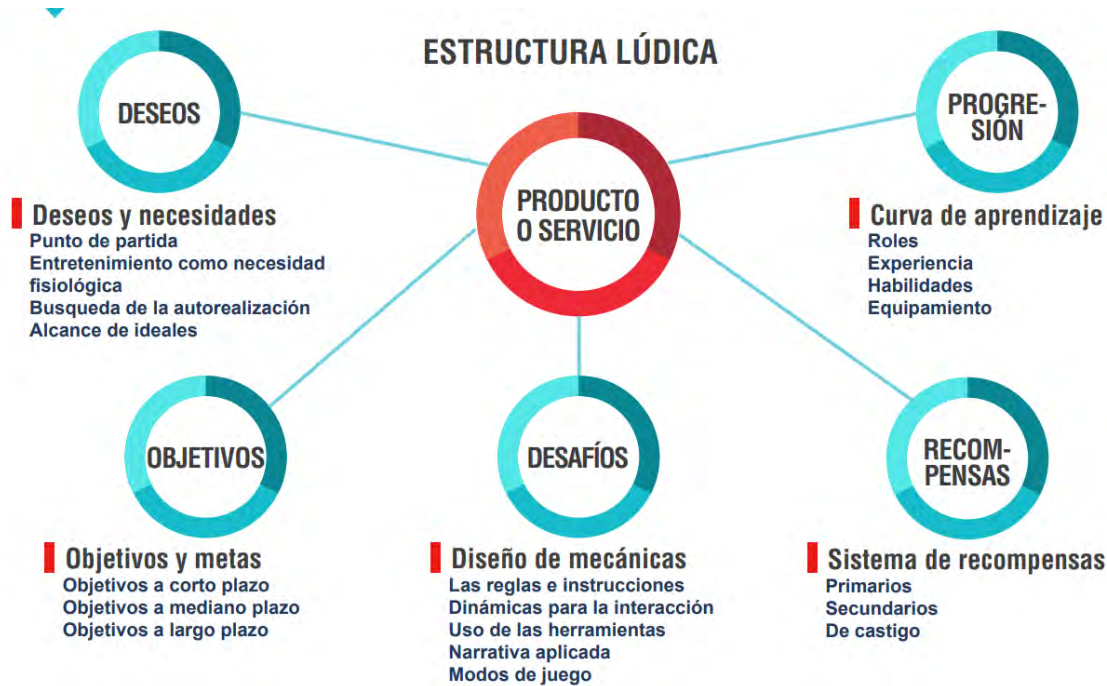 ESTRUCTURA LÚDICA
DESEOS
Deseos y necesidades
Punto de partida
Entretenimiento como necesidad
fisiológica
Busqueda de la autorealización
Alcance de ideales
PRODUCTO
O SERVICIO
PROGRE-
SIÓN
Curva de aprendizaje
Roles
Experiencia
Habilidades
Equipamiento
OBJETIVOS
Objetivos y metas
Objetivos a corto plazo
Objetivos a mediano plazo
Objetivos a largo plazo
DESAFÍOS
Diseño de mecánicas
Las reglas e instrucciones
Dinámicas para la interacción
Uso de las herramientas
Narrativa aplicada
Modos de juego
RECOM-
PENSAS
Sistema de recompensas
Primarios
Secundarios
De castigo